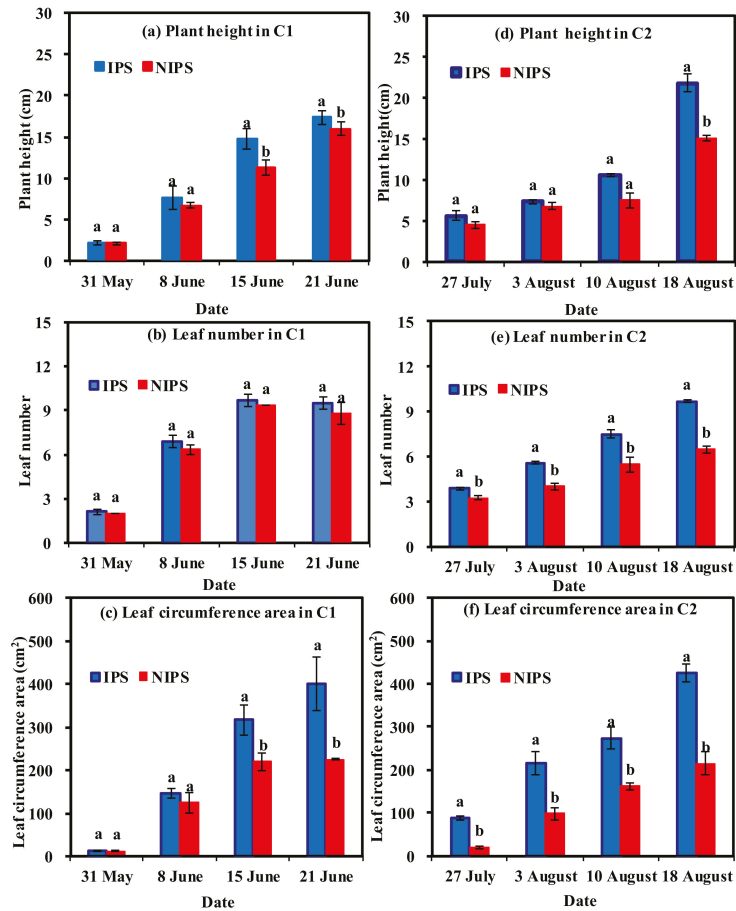 (a) Plant height in C1
IPS NIPS
Plant height (cm)
30
25
20
15
10
5
0
a a
a a
a b
a b
31 May 8 June 15 June 21 June
Date
(d) Plant height in C2
IPS NIPS
Plant height(cm)
30
25
20
15
10
5
0
a a
a a
a a
a b
27 July 3 August 10 August 18 August
Date
(b) Leaf number in C1
IPS NIPS
Leaf number
15
12
9
6
3
0
a a
a a
a a
a a
31 May 8 June 15 June 21 June
Date
(e) Leaf number in C2
IPS NIPS
Leaf number
15
12
9
6
3
0
a b
a b
a b
a b
27 July 3 August 10 August 18 August
Date
(c) Leaf circumference area in C1
IPS NIPS
Leaf circumference area (cm²)
600
500
400
300
200
100
0
a a
a a
a b
a b
31 May 8 June 15 June 21 June
Date
(f) Leaf circumference area in C2
IPS NIPS
Leaf circumference area (cm²)
600
500
400
300
200
100
0
a b
a b
a b
a b
27 July 3 August 10 August 18 August
Date